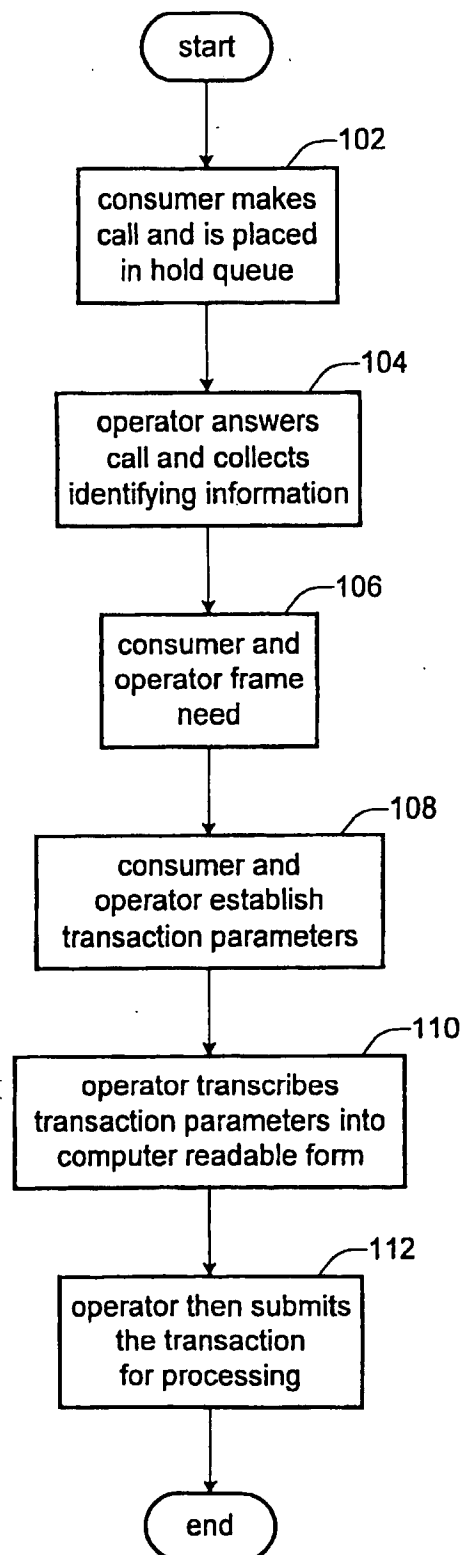 start
102
consumer makes
call and is placed
in hold queue
104
operator answers
call and collects
identifying information
106
consumer and
operator frame
need
108
consumer and
operator establish
transaction parameters
110
operator transcribes
transaction parameters into
computer readable form
112
operator then submits
the transaction
for processing
end